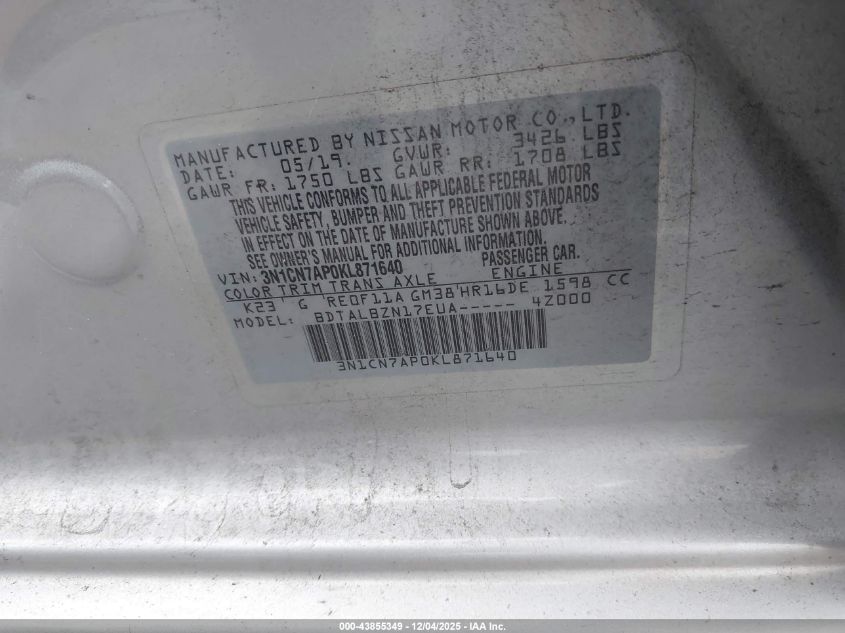 MANUFACTURED BY NISSAN MOTOR CO.,LTD.
DATE: 05/19. GVWR: 3426 LBS
GAWR FR: 1750 LBS GAWR RR: 1708 LBS
THIS VEHICLE CONFORMS TO ALL APPLICABLE FEDERAL MOTOR
VEHICLE SAFETY, BUMPER AND THEFT PREVENTION STANDARDS
IN EFFECT ON THE DATE OF MANUFACTURE SHOWN ABOVE.
SEE OWNER'S MANUAL FOR ADDITIONAL INFORMATION.
VIN: 3N1CN7AP0KL871640 PASSENGER CAR.
COLOR TRIM TRANS AXLE ENGINE
K23 G 'RE0F11A GM38'HR16DE 1598 CC
MODEL: BDTALBZN17EUA----- 4Z000
3N1CN7AP0KL871640
000-43855349 - 12/04/2025 - IAA Inc.